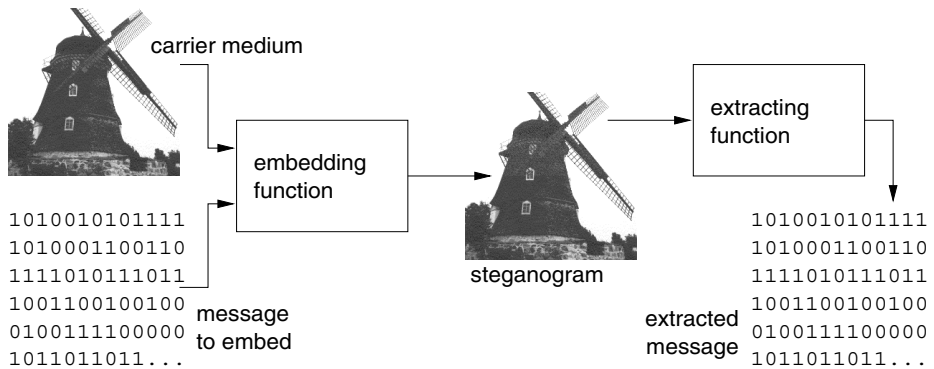 carrier medium
embedding
function
extracting
function
steganogram
1010010101111
1010001100110
1111010111011
1001100100100
0100111100000
1011011011...
message
to embed
extracted
message
1010010101111
1010001100110
1111010111011
1001100100100
0100111100000
1011011011...